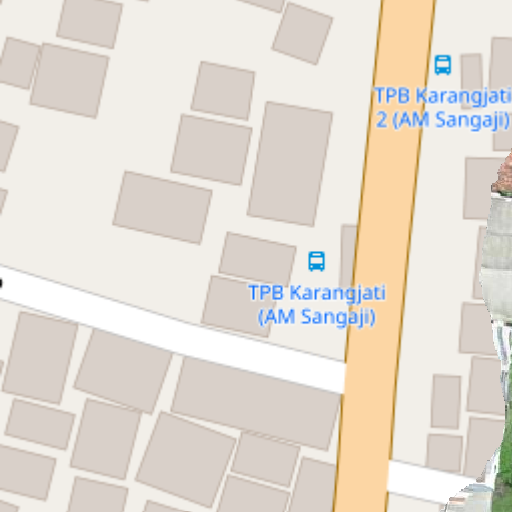 TPB Karangjati
2 (AM Sangaji)
TPB Karangjati
(AM Sangaji)